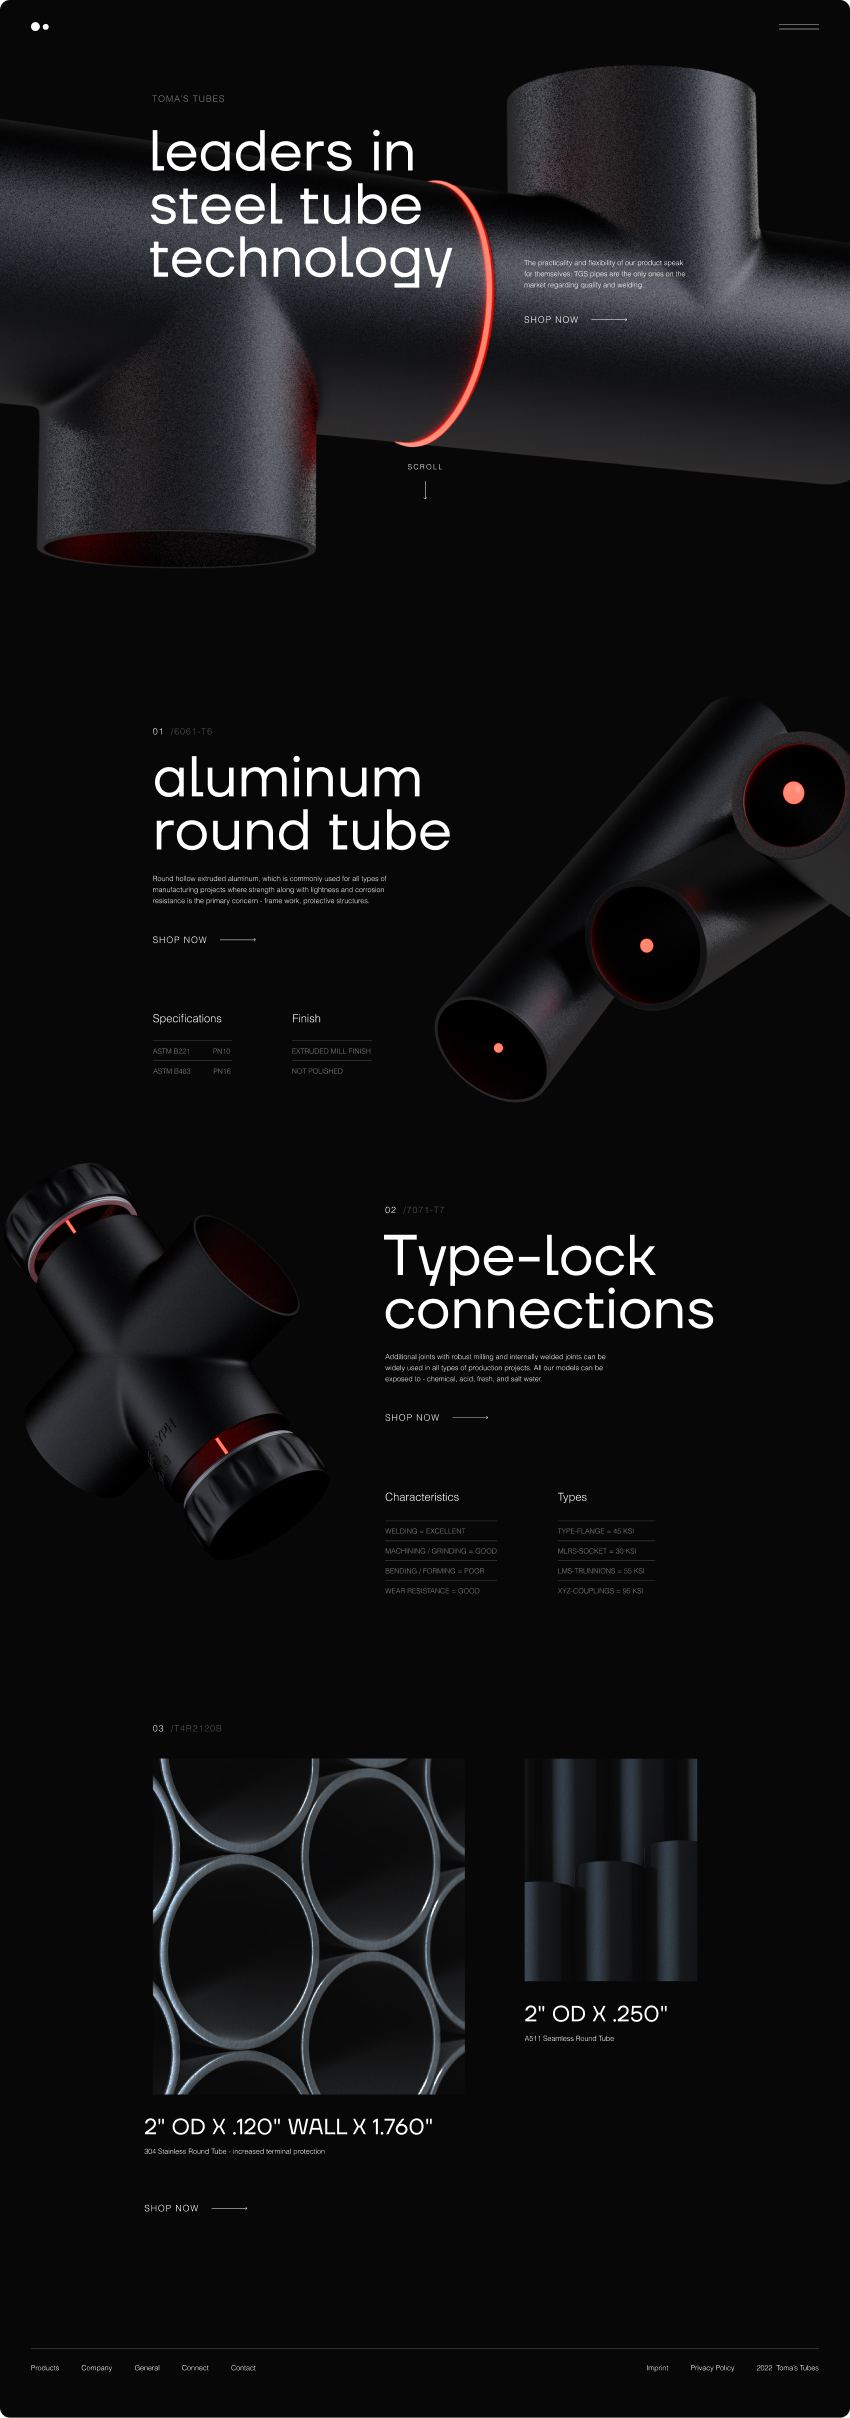 TOMA'S TUBES
leaders in
steel tube
technology
The practicality and flexibility of our product speak
for themselves. TGS pipes are the only ones on the
market regarding quality and welding.
SHOP NOW
SCROLL
01 /6061-T6
aluminum
round tube
Round hollow extruded aluminum, which is commonly used for all types of
manufacturing projects where strength along with lightness and corrosion
resistance is the primary concern - frame work, protective structures.
SHOP NOW
Specifications
ASTM B221 PN10
ASTM B483 PN16
Finish
EXTRUDED MILL FINISH
NOT POLISHED
02 /7071-T7
Type-lock
connections
Additional joints with robust milling and internally welded joints can be
widely used in all types of production projects. All our models can be
exposed to - chemical, acid, fresh, and salt water.
SHOP NOW
Characteristics
WELDING = EXCELLENT
MACHINING / GRINDING = GOOD
BENDING / FORMING = POOR
WEAR RESISTANCE = GOOD
Types
TYPE-FLANGE = 45 KSI
MLRS-SOCKET = 30 KSI
LMS-TRUNNIONS = 55 KSI
XYZ-COUPLINGS = 95 KSI
03 /T4R2120B
2" OD X .250"
A511 Seamless Round Tube
2" OD X .120" WALL X 1.760"
304 Stainless Round Tube - increased terminal protection
SHOP NOW
Products Company General Connect Contact Imprint Privacy Policy 2022 Toma's Tubes